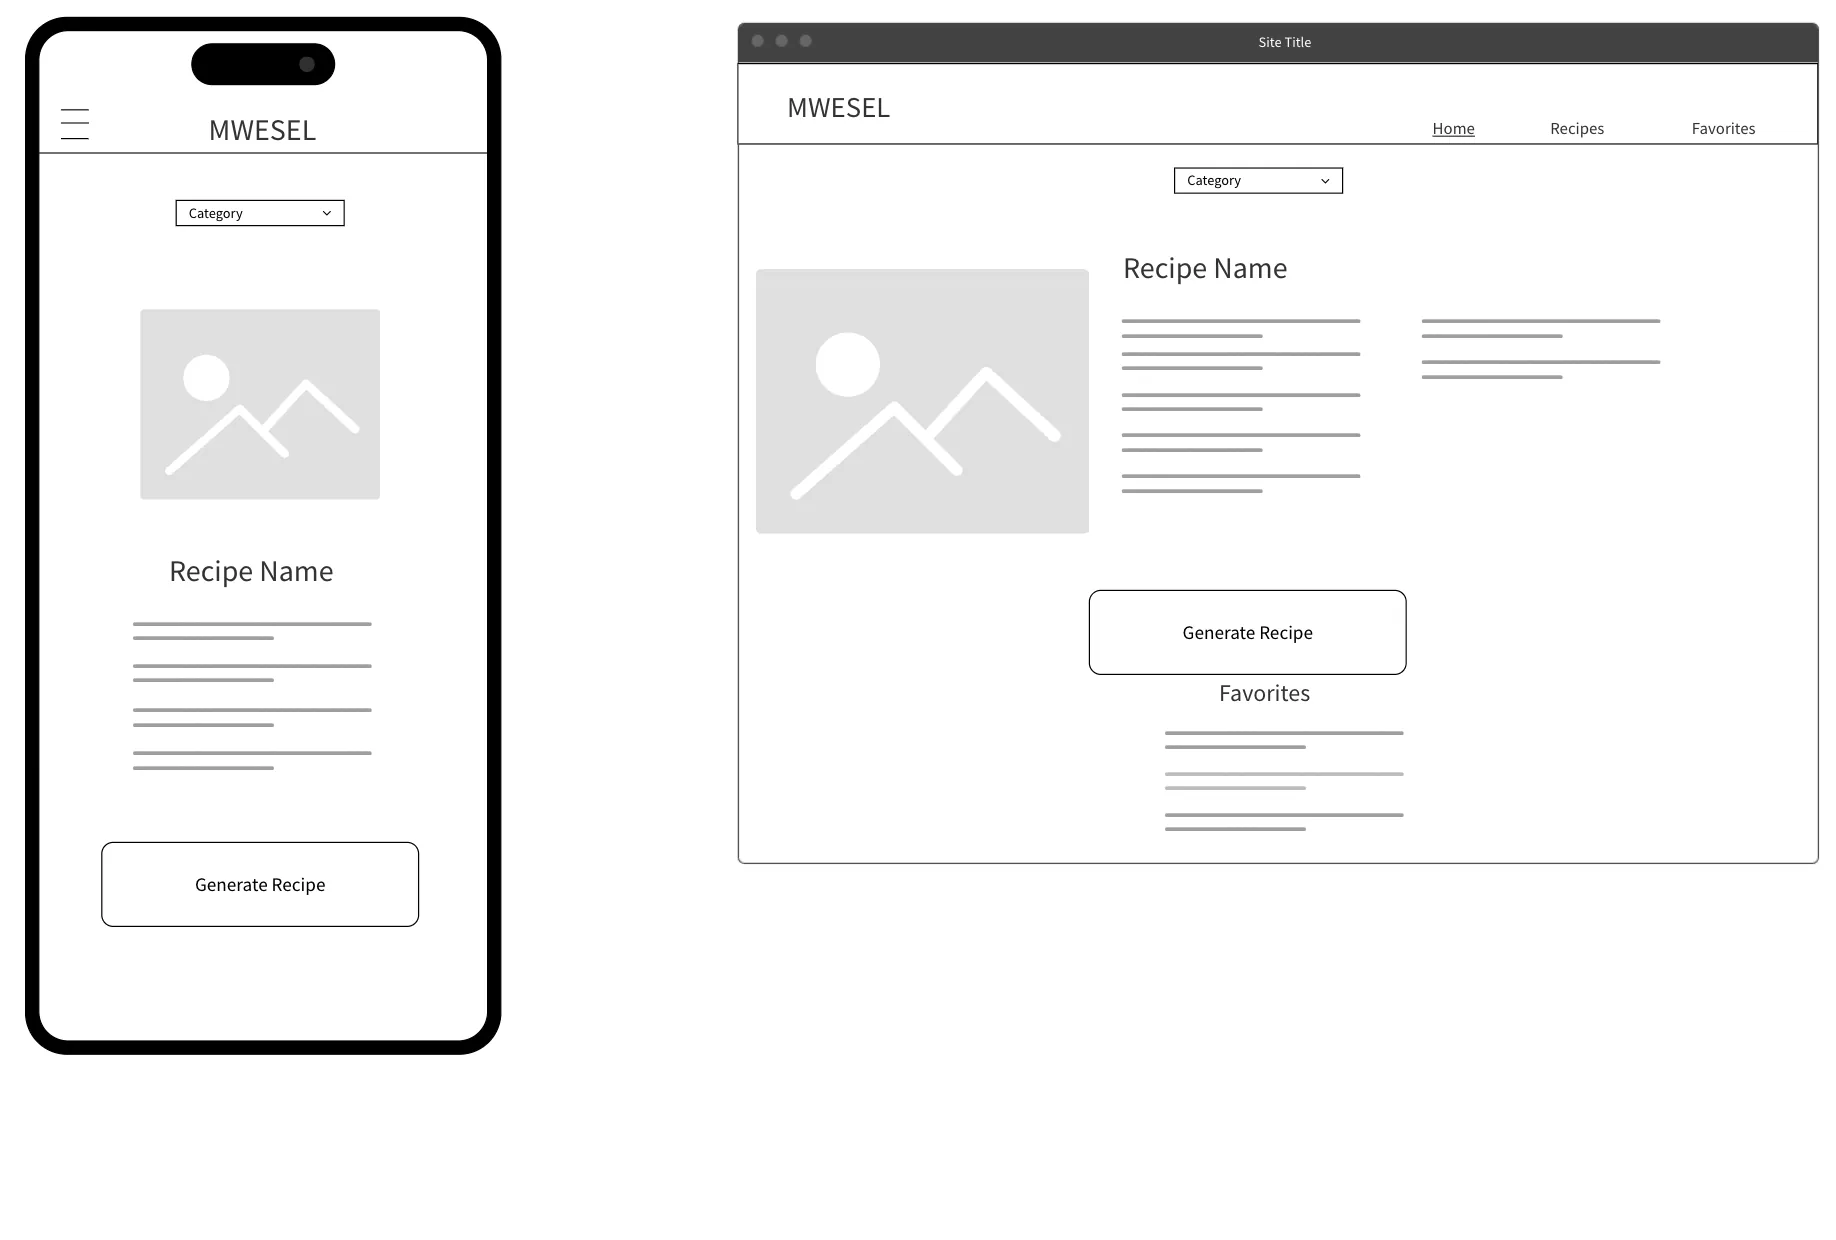 MWESEL
Category
Recipe Name
Generate Recipe
Site Title
MWESEL
Home Recipes Favorites
Category
Recipe Name
Generate Recipe
Favorites